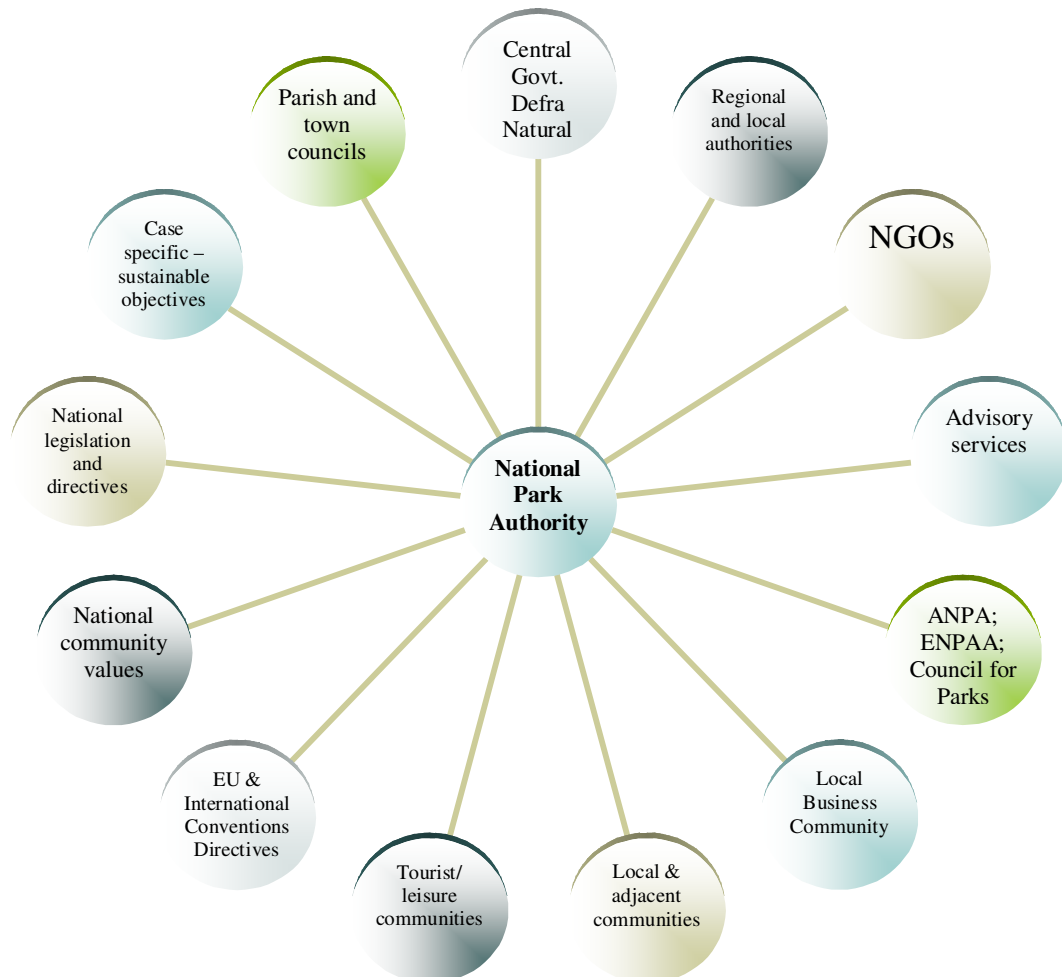 Central
Govt.
Defra
Natural
Regional
and local
authorities
NGOs
Advisory
services
ANPA;
ENPAA;
Council for
Parks
Local
Business
Community
Local &
adjacent
communities
Tourist/
leisure
communities
EU &
International
Conventions
Directives
National
community
values
National
legislation
and
directives
Case
specific –
sustainable
objectives
Parish and
town
councils
National
Park
Authority